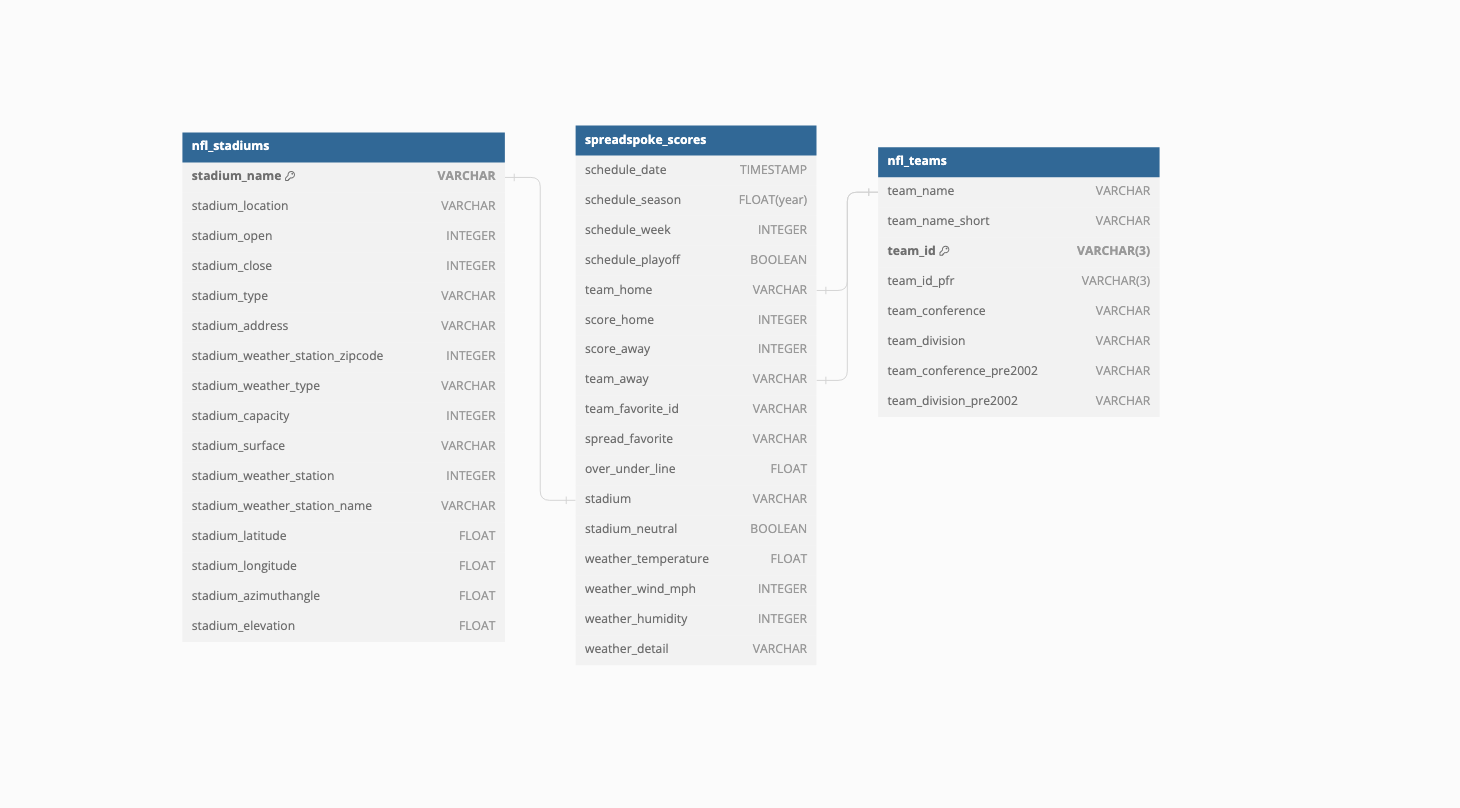 nfl_stadiums
stadium_name VARCHAR
stadium_location VARCHAR
stadium_open INTEGER
stadium_close INTEGER
stadium_type VARCHAR
stadium_address VARCHAR
stadium_weather_station_zipcode INTEGER
stadium_weather_type VARCHAR
stadium_capacity INTEGER
stadium_surface VARCHAR
stadium_weather_station INTEGER
stadium_weather_station_name VARCHAR
stadium_latitude FLOAT
stadium_longitude FLOAT
stadium_azimuthangle FLOAT
stadium_elevation FLOAT
spreadspoke_scores
schedule_date TIMESTAMP
schedule_season FLOAT(year)
schedule_week INTEGER
schedule_playoff BOOLEAN
team_home VARCHAR
score_home INTEGER
score_away INTEGER
team_away VARCHAR
team_favorite_id VARCHAR
spread_favorite VARCHAR
over_under_line FLOAT
stadium VARCHAR
stadium_neutral BOOLEAN
weather_temperature FLOAT
weather_wind_mph INTEGER
weather_humidity INTEGER
weather_detail VARCHAR
nfl_teams
team_name VARCHAR
team_name_short VARCHAR
team_id VARCHAR(3)
team_id_pfr VARCHAR(3)
team_conference VARCHAR
team_division VARCHAR
team_conference_pre2002 VARCHAR
team_division_pre2002 VARCHAR